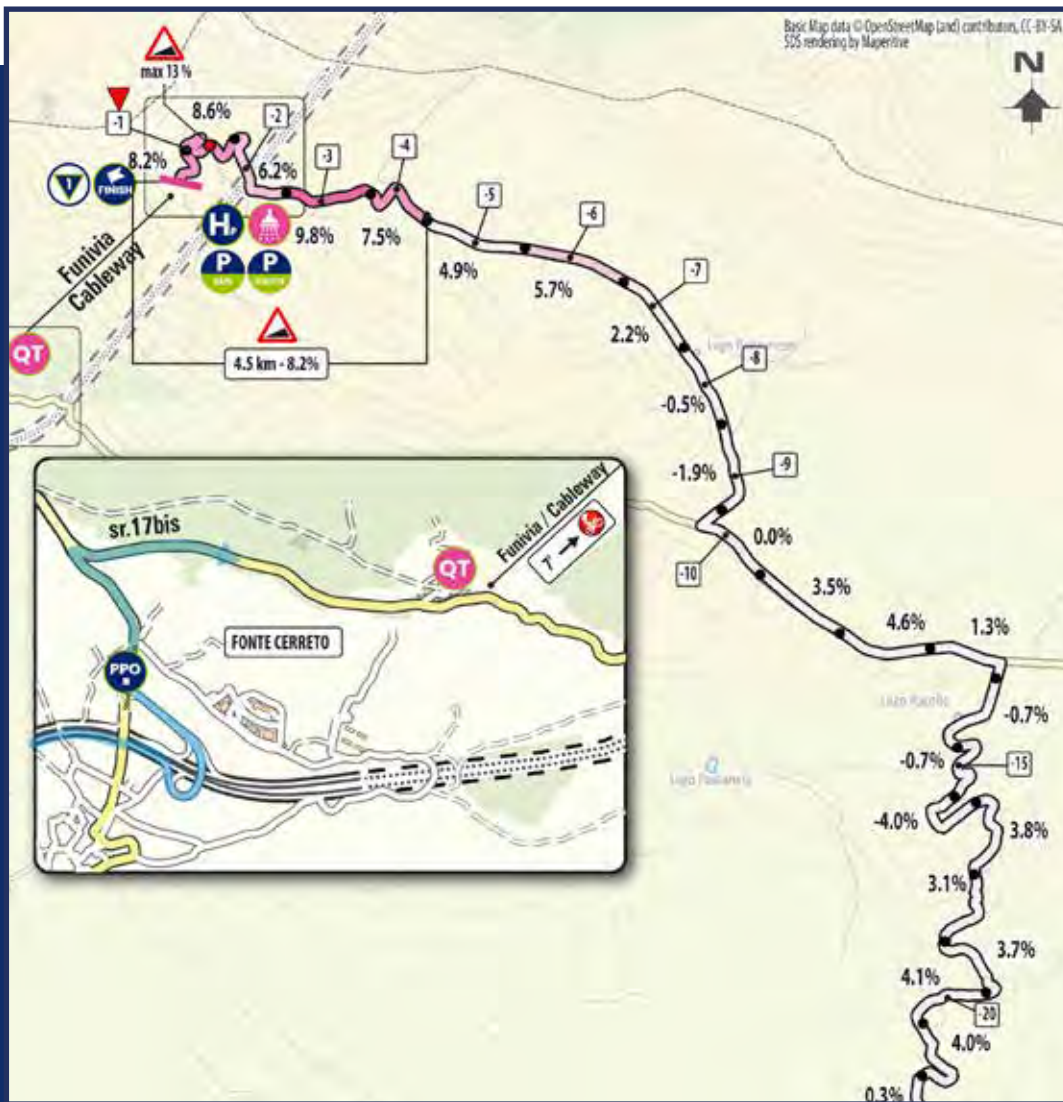 Basic Map data © OpenStreetMap (and) contributors, CC-BY-SA
SDS rendering by Maperitive
N
max 13 %
8.6%
-2
-1
8.2%
6.2%
-3
-4
1
FINISH
H
P
P
9.8%
7.5%
-5
4.9%
-6
5.7%
-7
2.2%
Funivia
Cableway
QT
4.5 km - 8.2%
-8
-0.5%
-1.9%
-9
0.0%
-10
3.5%
4.6%
1.3%
-0.7%
-0.7%
-15
-4.0%
3.8%
3.1%
3.7%
4.1%
-20
4.0%
0.3%
sr.17bis
Funivia / Cableway
7'
QT
FONTE CERRETO
PPO